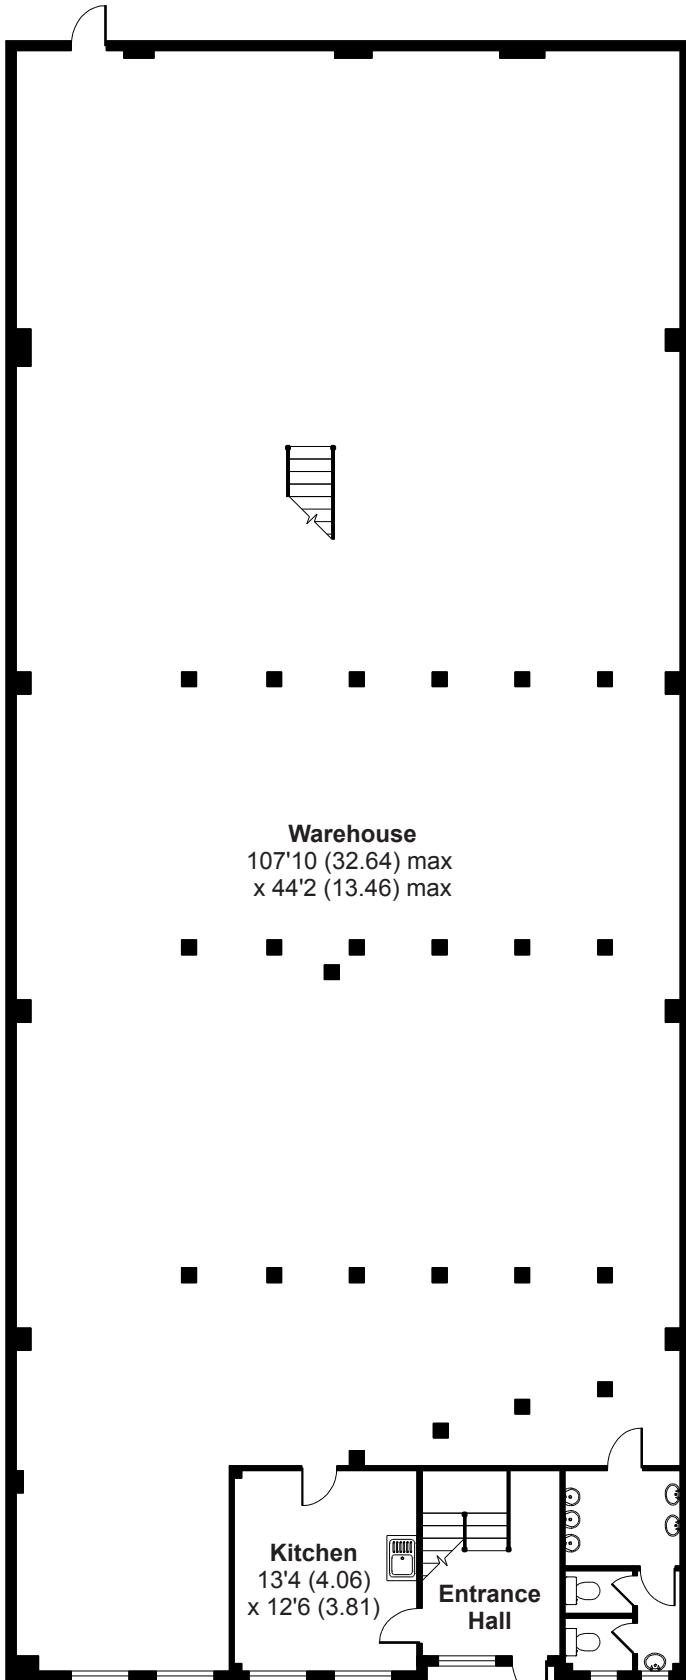 Warehouse
107'10 (32.64) max
x 44'2 (13.46) max
Kitchen
13'4 (4.06)
x 12'6 (3.81)
Entrance
Hall